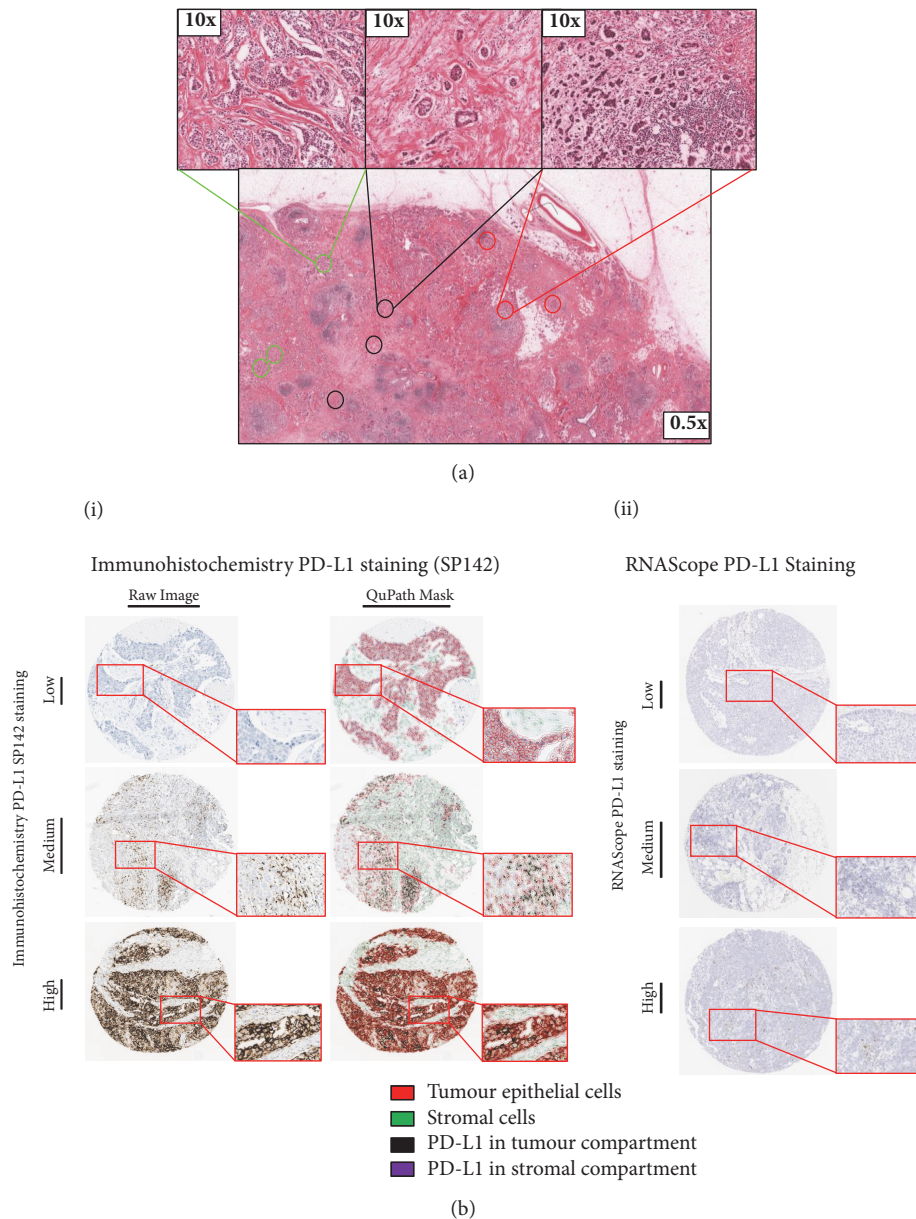 10x
10x
10x
0.5x
(a)
(i)
(ii)
Immunohistochemistry PD-L1 staining (SP142)
RNAScope PD-L1 Staining
Raw Image
QuPath Mask
Immunohistochemistry PD-L1 SP142 staining
Low
Medium
High
RNAScope PD-L1 staining
Low
Medium
High
Tumour epithelial cells
Stromal cells
PD-L1 in tumour compartment
PD-L1 in stromal compartment
(b)